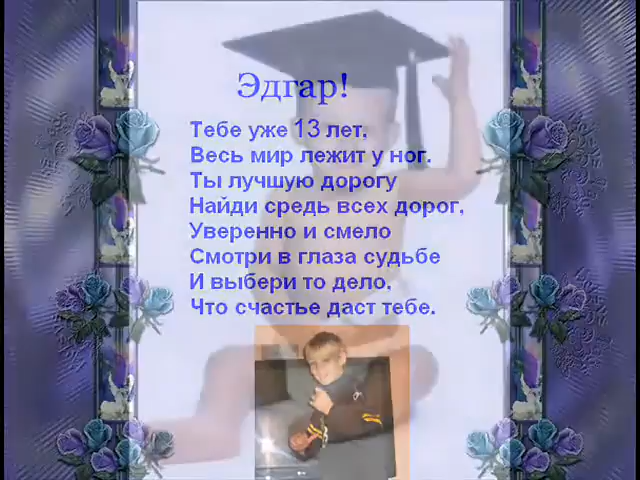 Эдгар!
Тебе уже 13 лет,
Весь мир лежит у ног.
Ты лучшую дорогу
Найди средь всех дорог,
Уверенно и смело
Смотри в глаза судьбе
И выбери то дело,
Что счастье даст тебе.